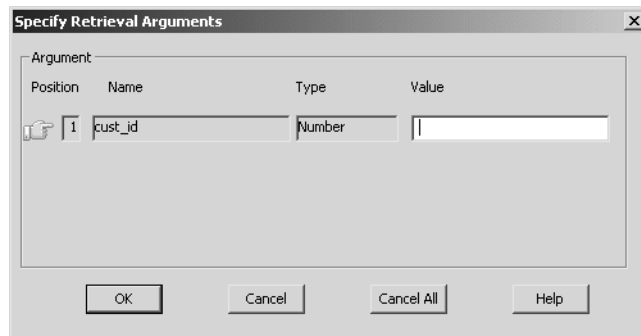 Specify Retrieval Arguments
Argument
Position Name Type Value
1 cust_id Number
OK Cancel Cancel All Help